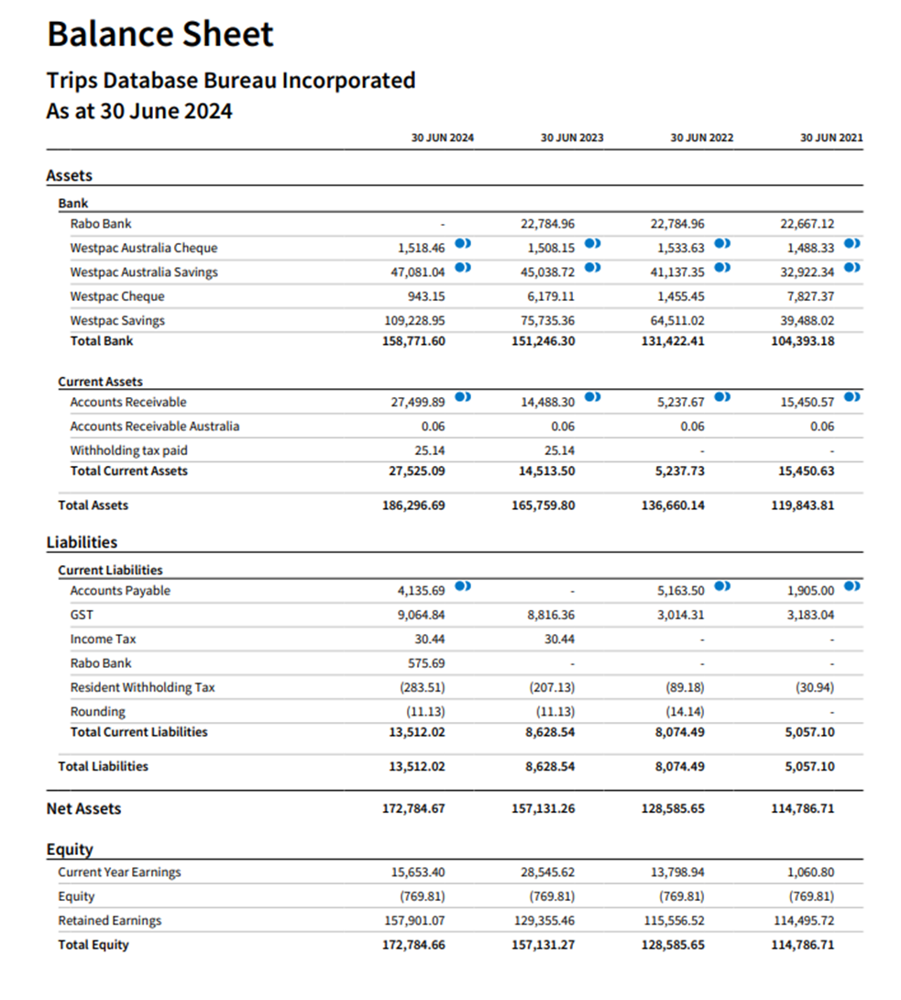 Balance Sheet
Trips Database Bureau Incorporated
As at 30 June 2024
30 JUN 2024 30 JUN 2023 30 JUN 2022 30 JUN 2021
Assets
Bank
Rabo Bank - 22,784.96 22,784.96 22,667.12
Westpac Australia Cheque 1,518.46 1,508.15 1,533.63 1,488.33
Westpac Australia Savings 47,081.04 45,038.72 41,137.35 32,922.34
Westpac Cheque 943.15 6,179.11 1,455.45 7,827.37
Westpac Savings 109,228.95 75,735.36 64,511.02 39,488.02
Total Bank 158,771.60 151,246.30 131,422.41 104,393.18
Current Assets
Accounts Receivable 27,499.89 14,488.30 5,237.67 15,450.57
Accounts Receivable Australia 0.06 0.06 0.06 0.06
Withholding tax paid 25.14 25.14 - -
Total Current Assets 27,525.09 14,513.50 5,237.73 15,450.63
Total Assets 186,296.69 165,759.80 136,660.14 119,843.81
Liabilities
Current Liabilities
Accounts Payable 4,135.69 - 5,163.50 1,905.00
GST 9,064.84 8,816.36 3,014.31 3,183.04
Income Tax 30.44 30.44 - -
Rabo Bank 575.69 - - -
Resident Withholding Tax (283.51) (207.13) (89.18) (30.94)
Rounding (11.13) (11.13) (14.14) -
Total Current Liabilities 13,512.02 8,628.54 8,074.49 5,057.10
Total Liabilities 13,512.02 8,628.54 8,074.49 5,057.10
Net Assets 172,784.67 157,131.26 128,585.65 114,786.71
Equity
Current Year Earnings 15,653.40 28,545.62 13,798.94 1,060.80
Equity (769.81) (769.81) (769.81) (769.81)
Retained Earnings 157,901.07 129,355.46 115,556.52 114,495.72
Total Equity 172,784.66 157,131.27 128,585.65 114,786.71